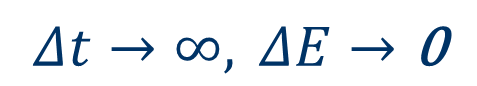 Δt → ∞, ΔE → 0